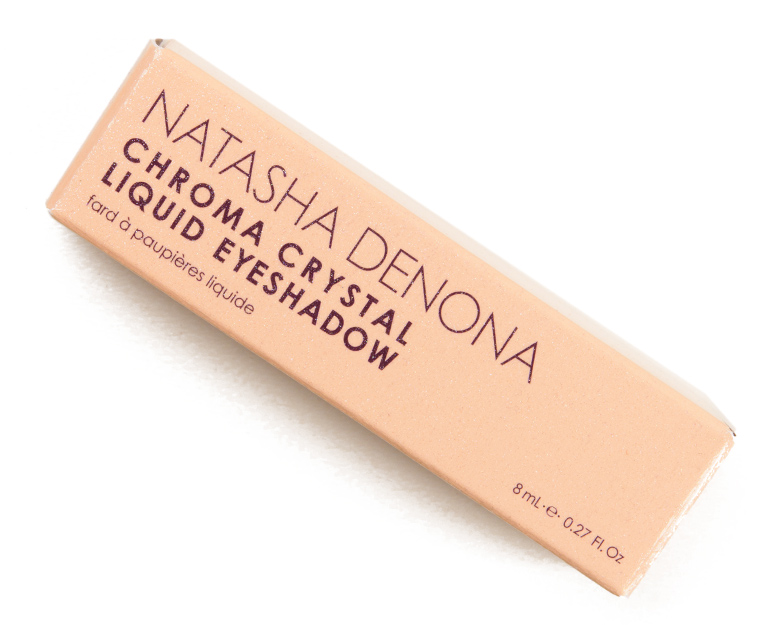 NATASHA DENONA
CHROMA CRYSTAL
LIQUID EYESHADOW
fard à paupières liquide
8 mL ·℮· 0.27 Fl. Oz